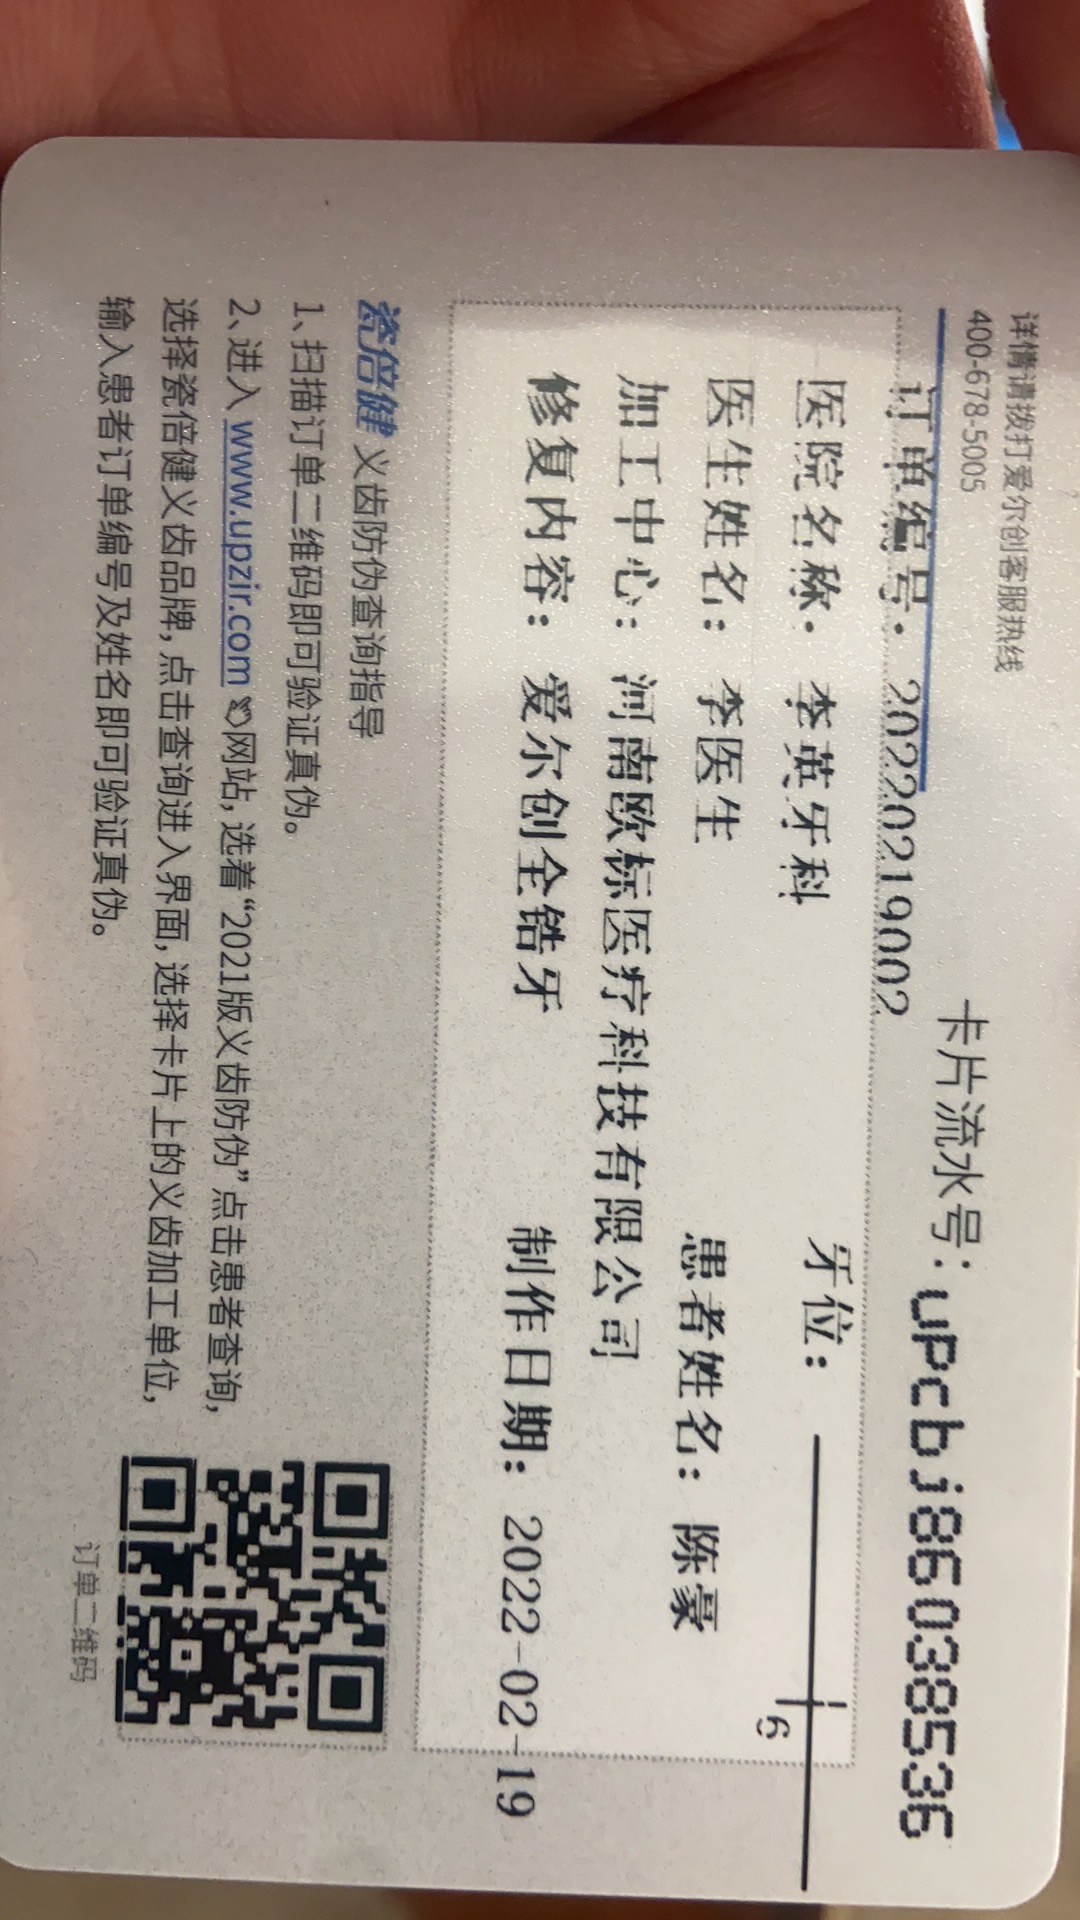 详情请拨打爱尔创客服热线
400-678-5005
卡片流水号：upcbj86038536
订单编号：20220219002
医院名称：李英牙科 牙位： 6
医生姓名：李医生 患者姓名：陈豪
加工中心：河南欧标医疗科技有限公司
修复内容：爱尔创全锆牙 制作日期：2022-02-19
瓷倍健 义齿防伪查询指导
1、扫描订单二维码即可验证真伪。
2、进入 www.upzir.com 网站，选着“2021版义齿防伪”点击患者查询，
选择瓷倍健义齿品牌，点击查询进入界面，选择卡片上的义齿加工单位，
输入患者订单编号及姓名即可验证真伪。
订单二维码